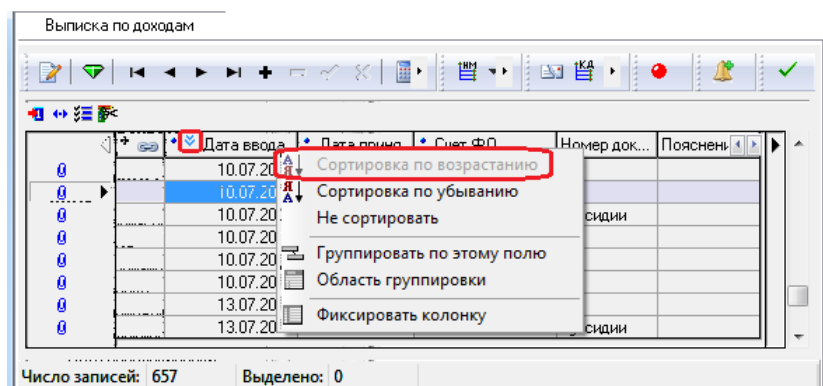 Выписка по доходам
НМ
КД
Дата ввода Дата приня Счет ФО Номер док... Пояснени
10.07.20 Сортировка по возрастанию
10.07.20 Сортировка по убыванию
10.07.20 Не сортировать сидии
10.07.20
10.07.20 Группировать по этому полю
10.07.20 Область группировки
13.07.20 Фиксировать колонку
13.07.20 сидии
Число записей: 657 Выделено: 0